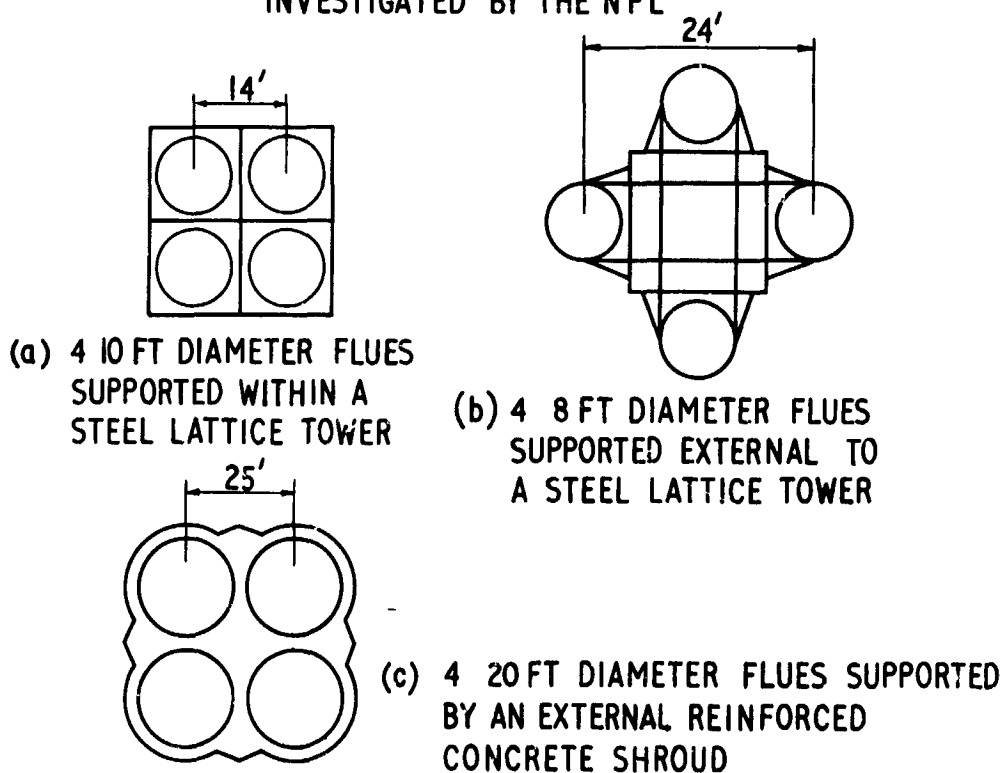 INVESTIGATED BY THE NPL
14'
24'
(a) 4 10 FT DIAMETER FLUES
SUPPORTED WITHIN A
STEEL LATTICE TOWER
(b) 4 8 FT DIAMETER FLUES
SUPPORTED EXTERNAL TO
A STEEL LATTICE TOWER
25'
(c) 4 20 FT DIAMETER FLUES SUPPORTED
BY AN EXTERNAL REINFORCED
CONCRETE SHROUD